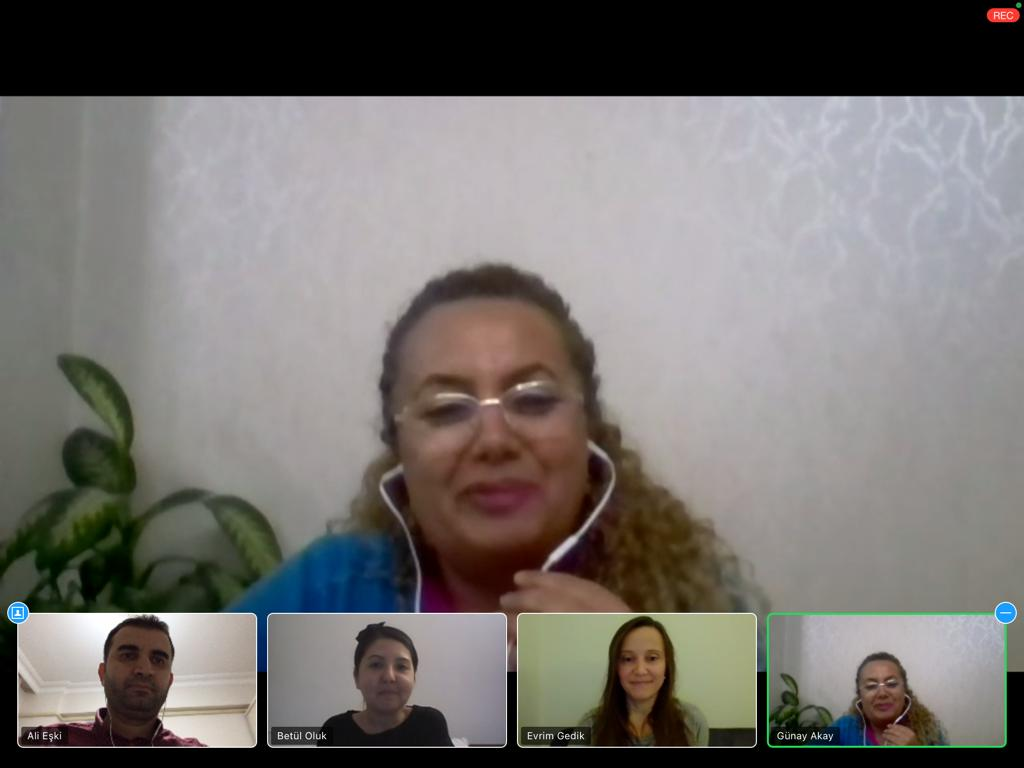 REC
Ali Eşki
Betül Oluk
Evrim Gedik
Günay Akay